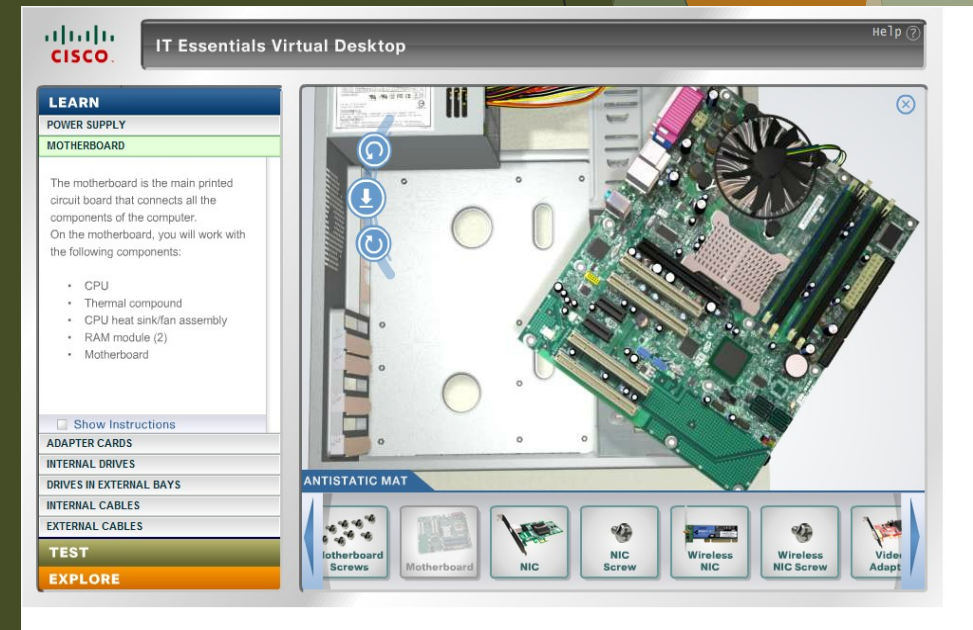 CISCO.
IT Essentials Virtual Desktop
Help ?
LEARN
POWER SUPPLY
MOTHERBOARD
The motherboard is the main printed
circuit board that connects all the
components of the computer.
On the motherboard, you will work with
the following components:
• CPU
• Thermal compound
• CPU heat sink/fan assembly
• RAM module (2)
• Motherboard
Show Instructions
ADAPTER CARDS
INTERNAL DRIVES
DRIVES IN EXTERNAL BAYS
INTERNAL CABLES
EXTERNAL CABLES
TEST
EXPLORE
ANTISTATIC MAT
otherboard
Screws
Motherboard
NIC
NIC
Screw
Wireless
NIC
Wireless
NIC Screw
Vide
Adapt